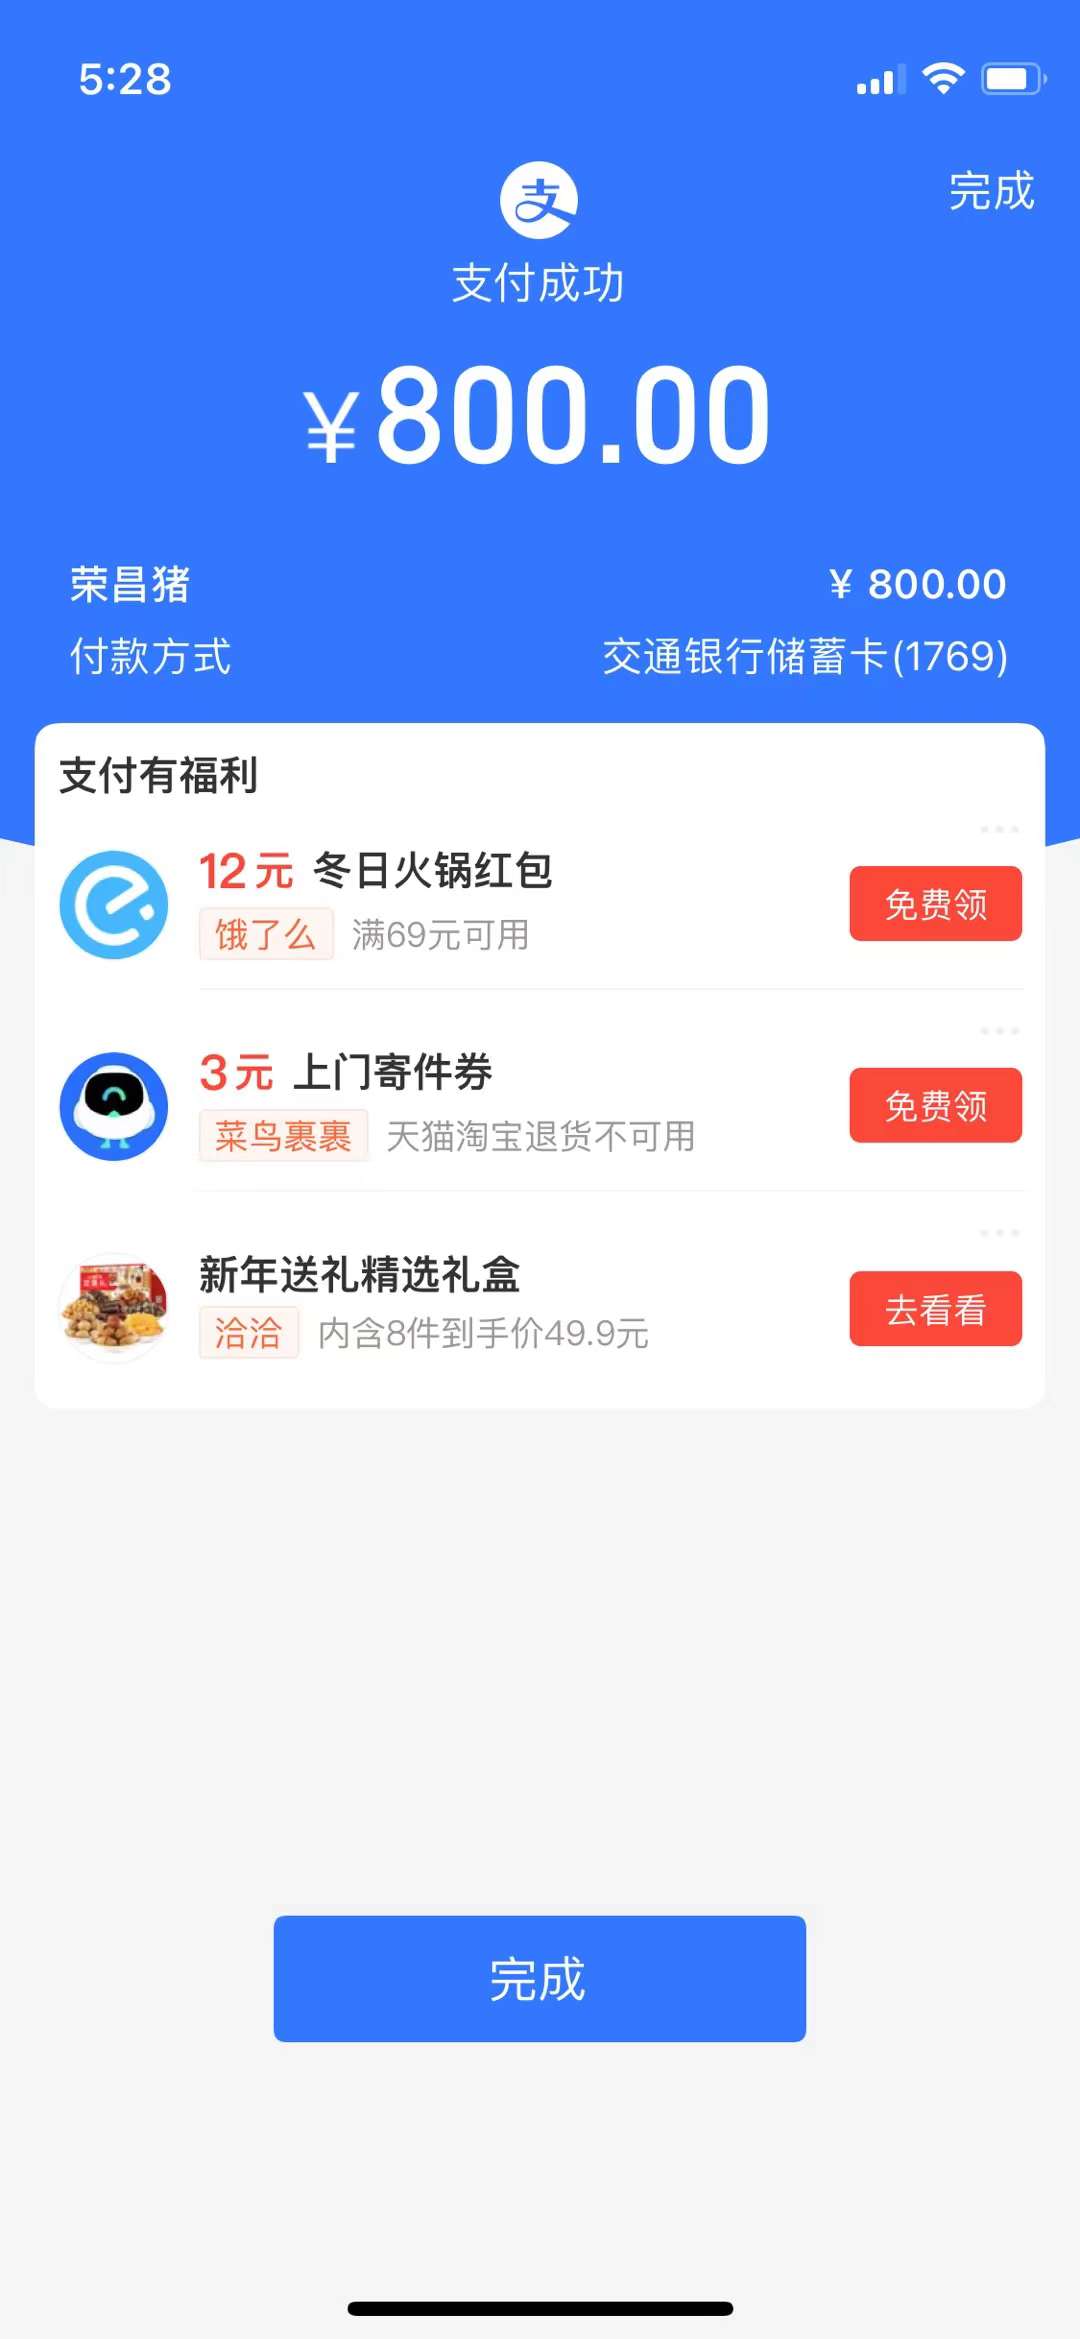 5:28
完成
支
支付成功
¥800.00
荣昌猪 ¥ 800.00
付款方式 交通银行储蓄卡(1769)
支付有福利
12元 冬日火锅红包
饿了么 满69元可用
免费领
3元 上门寄件券
菜鸟裹裹 天猫淘宝退货不可用
免费领
新年送礼精选礼盒
洽洽 内含8件到手价49.9元
去看看
完成